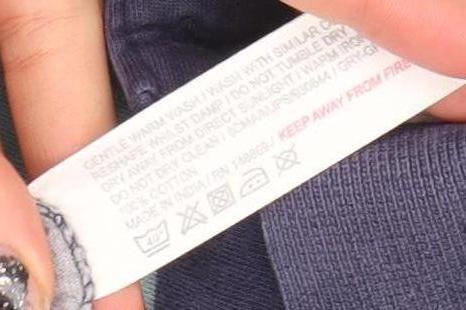 GENTLE WARM WASH / WASH WITH SIMILAR
RESHAPE WHILST DAMP / DO NOT TUMBLE DRY
DRY AWAY FROM DIRECT SUNLIGHT / WARM IRON
DO NOT DRY CLEAN /
100% COTTON KEEP AWAY FROM FIRE
MADE IN INDIA / RN
40°